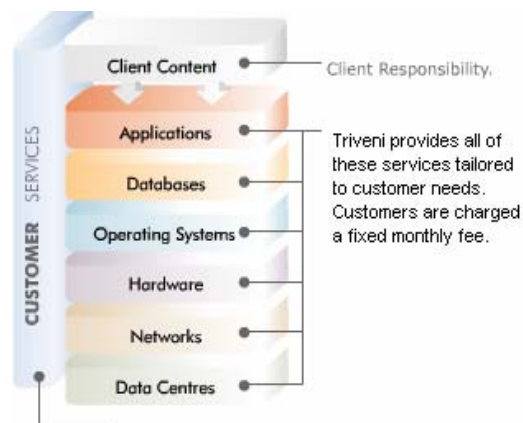 Client Content
Client Responsibility.
Applications
Triveni provides all of
these services tailored
to customer needs.
Customers are charged
a fixed monthly fee.
Databases
Operating Systems
Hardware
Networks
Data Centres
CUSTOMER SERVICES